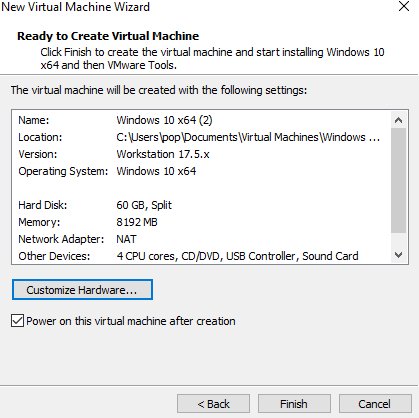 New Virtual Machine Wizard
Ready to Create Virtual Machine
Click Finish to create the virtual machine and start installing Windows 10
x64 and then VMware Tools.
The virtual machine will be created with the following settings:
Name: Windows 10 x64 (2)
Location: C:\Users\pop\Documents\Virtual Machines\Windows ...
Version: Workstation 17.5.x
Operating System: Windows 10 x64
Hard Disk: 60 GB, Split
Memory: 8192 MB
Network Adapter: NAT
Other Devices: 4 CPU cores, CD/DVD, USB Controller, Sound Card
Customize Hardware...
Power on this virtual machine after creation
< Back Finish Cancel